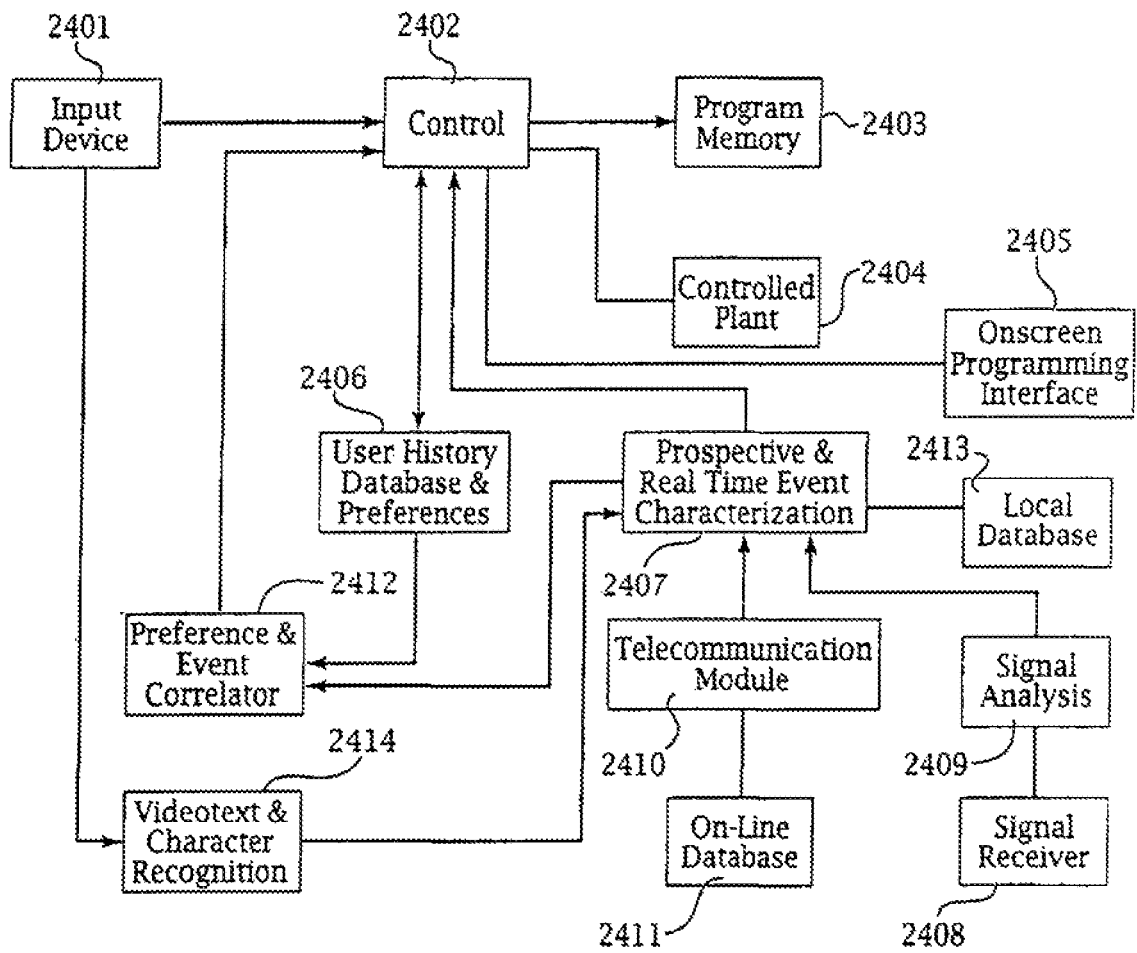 2401
2402
Input
Device
Control
Program
Memory
2403
2404
2405
Controlled
Plant
Onscreen
Programming
Interface
2406
User History
Database &
Preferences
Prospective &
Real Time Event
Characterization
2407
2413
Local
Database
2412
Preference &
Event
Correlator
Telecommunication
Module
2410
Signal
Analysis
2409
2414
Videotext &
Character
Recognition
On-Line
Database
2411
Signal
Receiver
2408